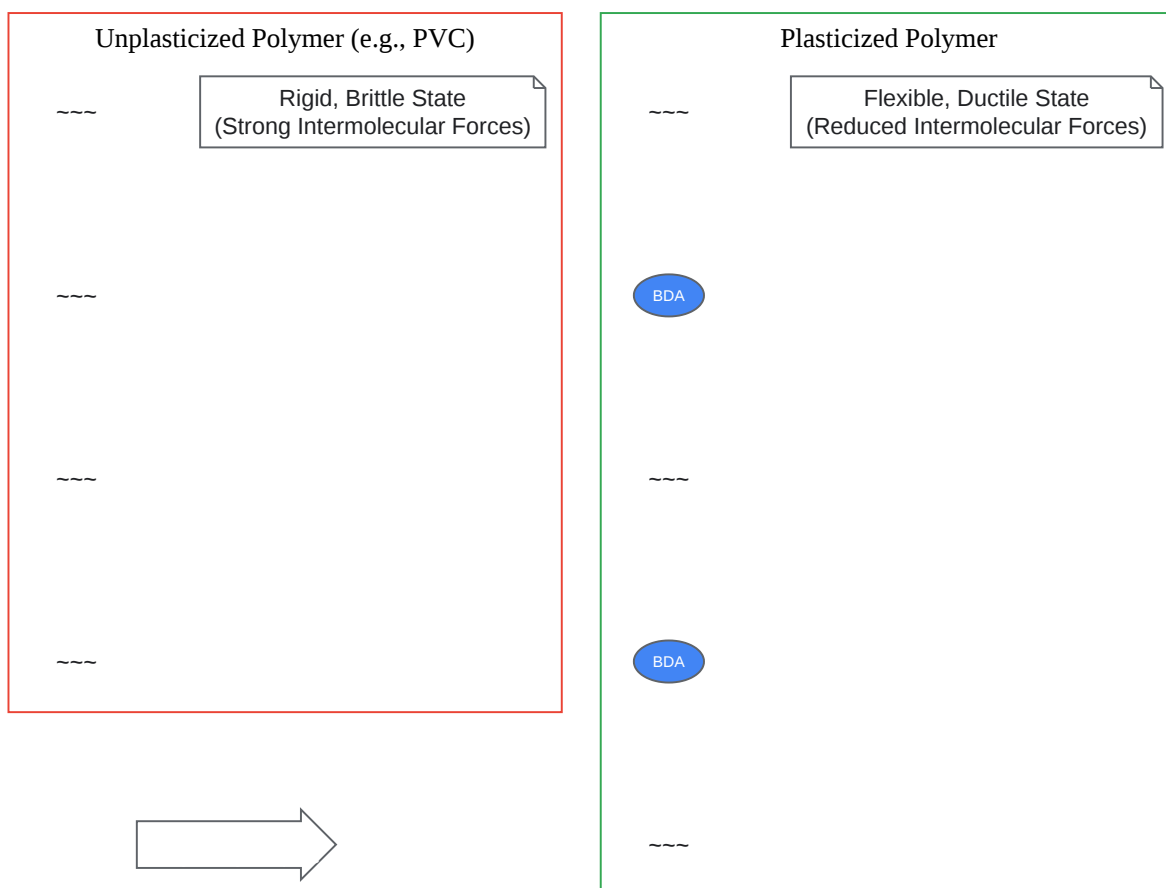 Unplasticized Polymer (e.g., PVC)
~~~
Rigid, Brittle State
(Strong Intermolecular Forces)
~~~
~~~
~~~
Plasticized Polymer
~~~
Flexible, Ductile State
(Reduced Intermolecular Forces)
BDA
~~~
BDA
~~~